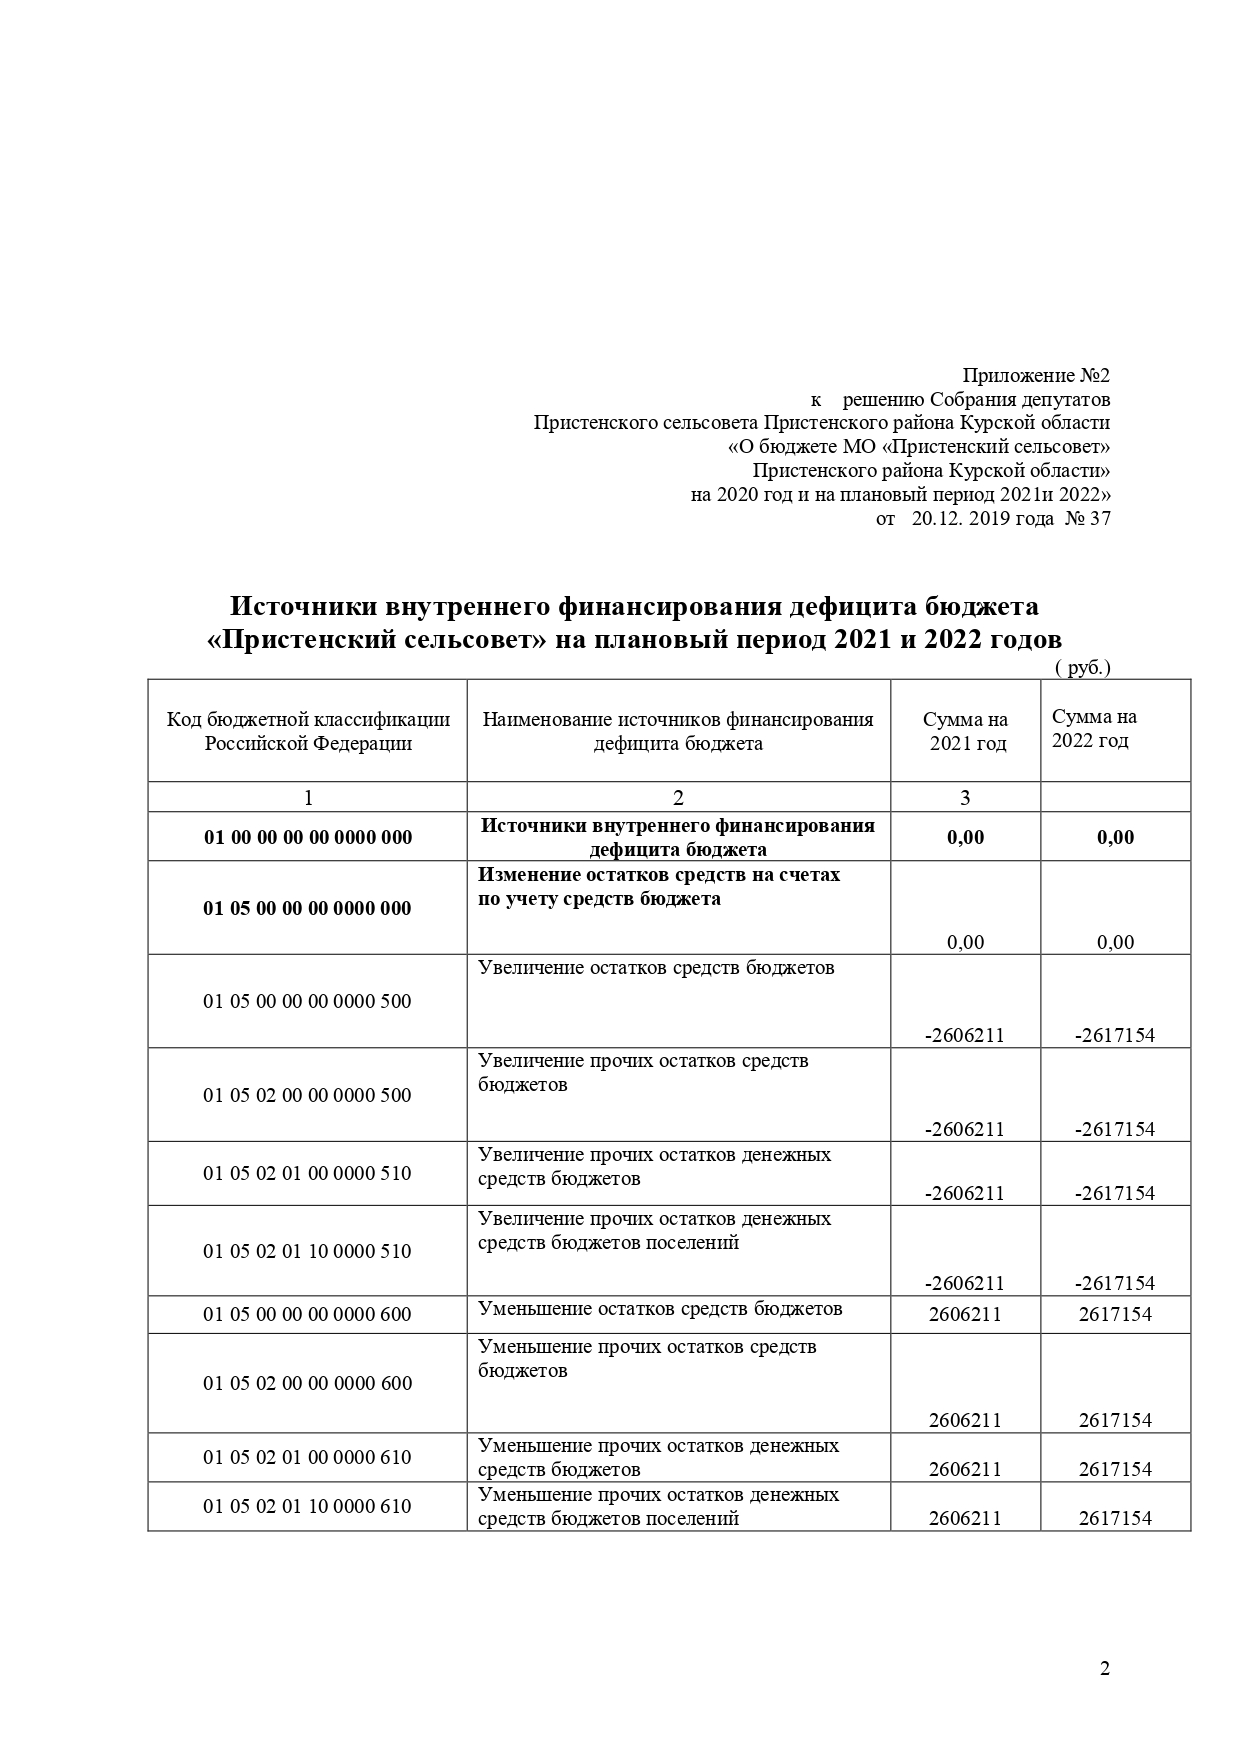 Приложение №2
к решению Собрания депутатов
Пристенского сельсовета Пристенского района Курской области
«О бюджете МО «Пристенский сельсовет»
Пристенского района Курской области»
на 2020 год и на плановый период 2021и 2022»
от 20.12. 2019 года № 37
Источники внутреннего финансирования дефицита бюджета
«Пристенский сельсовет» на плановый период 2021 и 2022 годов
( руб.)
Код бюджетной классификации
Российской Федерации
Наименование источников финансирования
дефицита бюджета
Сумма на
2021 год
Сумма на
2022 год
1
2
3
01 00 00 00 00 0000 000
Источники внутреннего финансирования
дефицита бюджета
0,00
0,00
01 05 00 00 00 0000 000
Изменение остатков средств на счетах
по учету средств бюджета
0,00
0,00
01 05 00 00 00 0000 500
Увеличение остатков средств бюджетов
-2606211
-2617154
01 05 02 00 00 0000 500
Увеличение прочих остатков средств
бюджетов
-2606211
-2617154
01 05 02 01 00 0000 510
Увеличение прочих остатков денежных
средств бюджетов
-2606211
-2617154
01 05 02 01 10 0000 510
Увеличение прочих остатков денежных
средств бюджетов поселений
-2606211
-2617154
01 05 00 00 00 0000 600
Уменьшение остатков средств бюджетов
2606211
2617154
01 05 02 00 00 0000 600
Уменьшение прочих остатков средств
бюджетов
2606211
2617154
01 05 02 01 00 0000 610
Уменьшение прочих остатков денежных
средств бюджетов
2606211
2617154
01 05 02 01 10 0000 610
Уменьшение прочих остатков денежных
средств бюджетов поселений
2606211
2617154
2